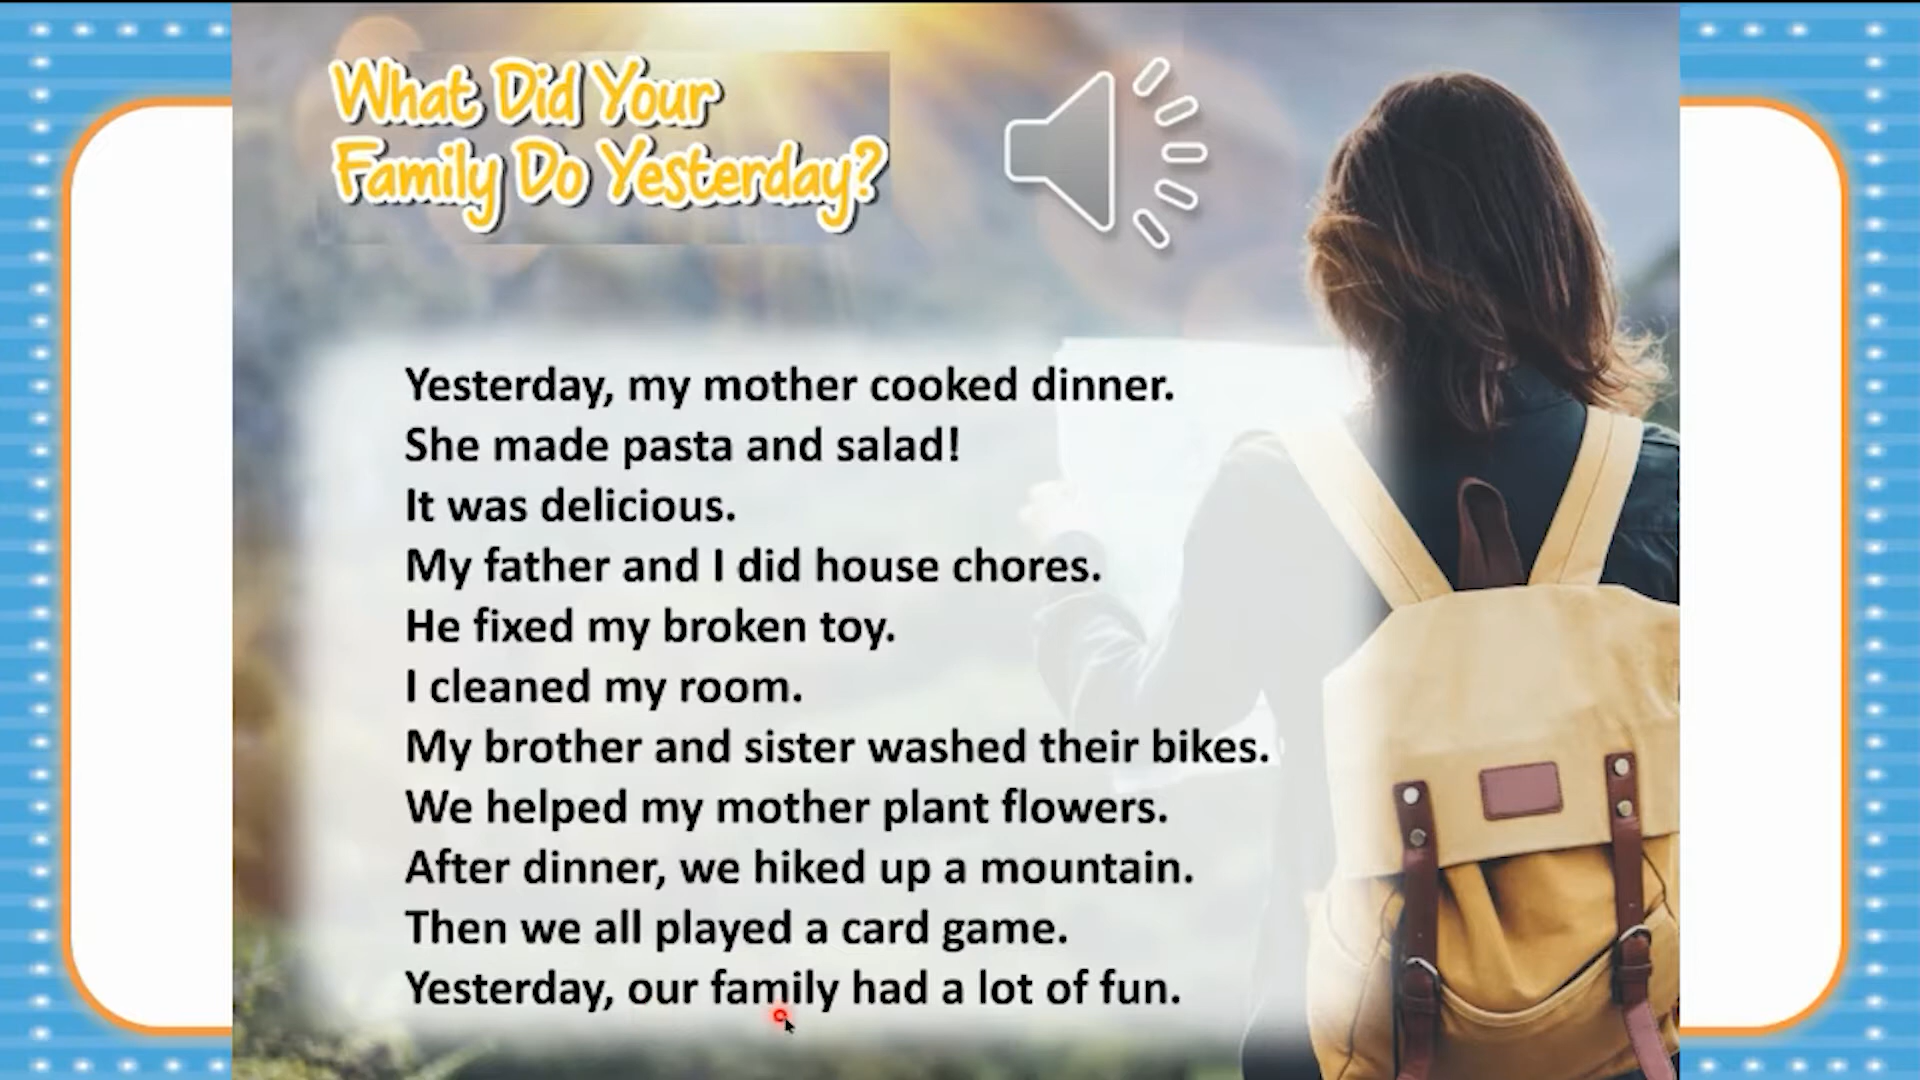 What Did Your
Family Do Yesterday?
Yesterday, my mother cooked dinner.
She made pasta and salad!
It was delicious.
My father and I did house chores.
He fixed my broken toy.
I cleaned my room.
My brother and sister washed their bikes.
We helped my mother plant flowers.
After dinner, we hiked up a mountain.
Then we all played a card game.
Yesterday, our family had a lot of fun.